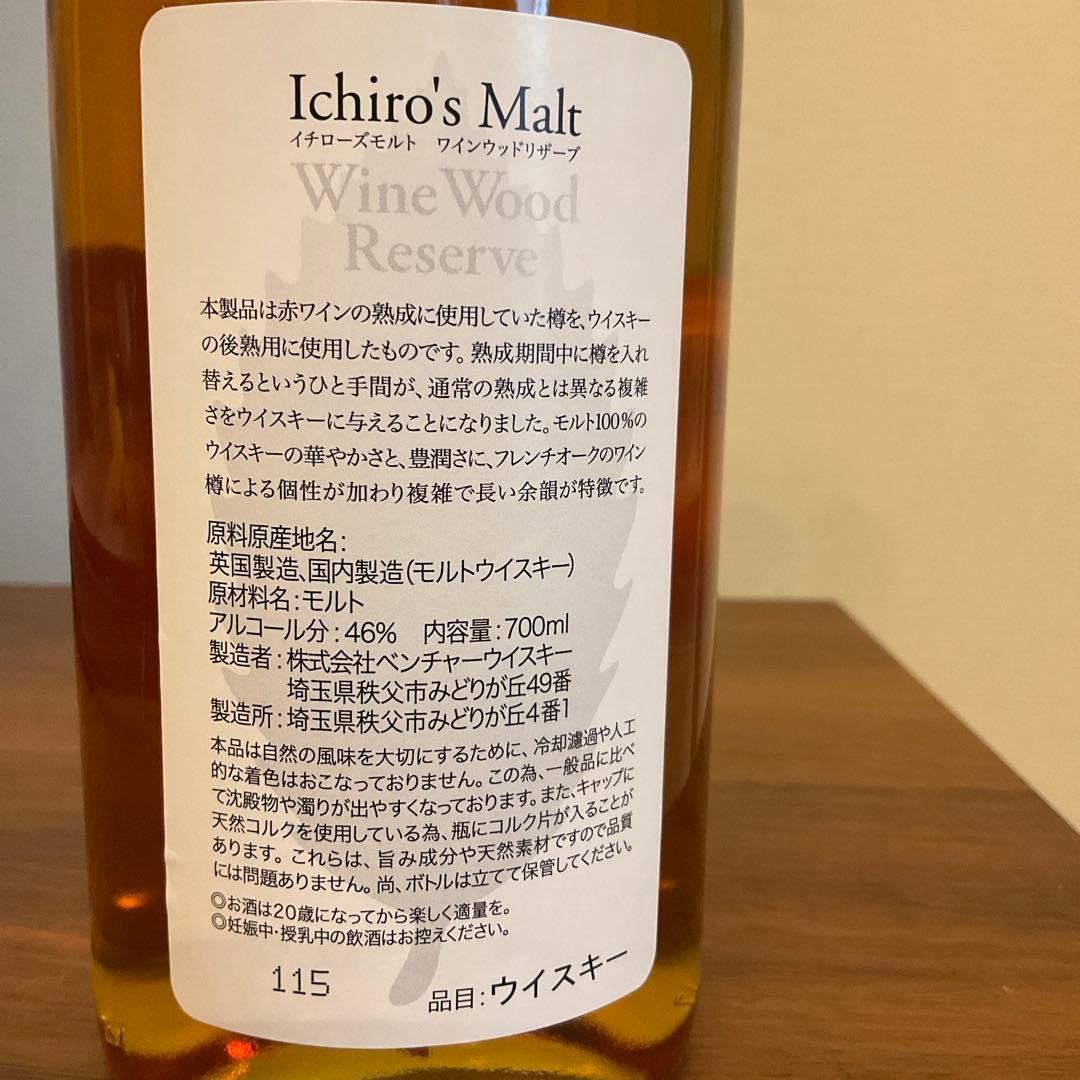 Ichiro's Malt
イチローズモルト　ワインウッドリザーブ
Wine Wood
Reserve
本製品は赤ワインの熟成に使用していた樽を、ウイスキー
の後熟用に使用したものです。熟成期間中に樽を入れ
替えるというひと手間が、通常の熟成とは異なる複雑
さをウイスキーに与えることになりました。モルト100%の
ウイスキーの華やかさと、豊潤さに、フレンチオークのワイン
樽による個性が加わり複雑で長い余韻が特徴です。
原料原産地名：
英国製造、国内製造（モルトウイスキー）
原材料名：モルト
アルコール分：46%　内容量：700ml
製造者：株式会社ベンチャーウイスキー
埼玉県秩父市みどりが丘49番
製造所：埼玉県秩父市みどりが丘4番1
本品は自然の風味を大切にするために、冷却濾過や人工
的な着色はおこなっておりません。この為、一般品に比べ
て沈殿物や濁りが出やすくなっております。また、キャップに
天然コルクを使用している為、瓶にコルク片が入ることが
あります。これらは、旨み成分や天然素材ですので品質
には問題ありません。尚、ボトルは立てて保管してください。
◎お酒は20歳になってから楽しく適量を。
◎妊娠中・授乳中の飲酒はお控えください。
115
品目：ウイスキー